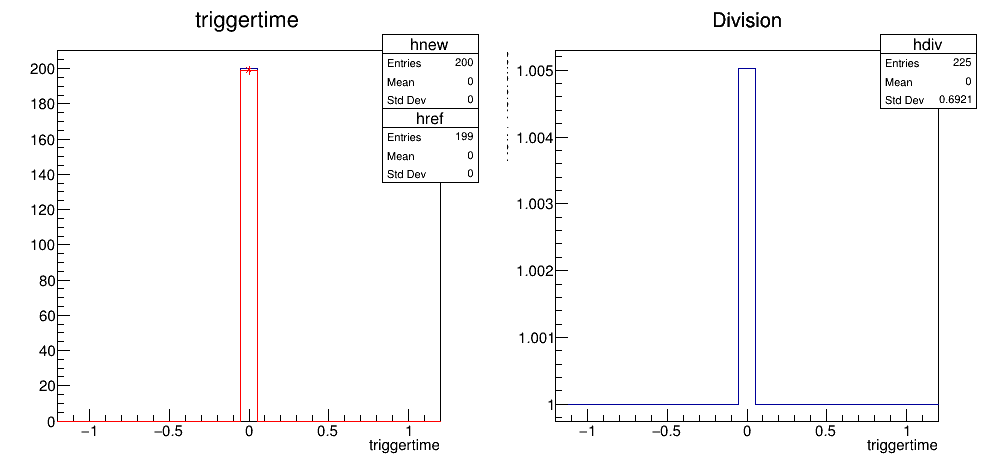 triggertime
hnew
Entries 200
Mean 0
Std Dev 0
href
Entries 199
Mean 0
Std Dev 0
200
180
160
140
120
100
80
60
40
20
0
−1 −0.5 0 0.5 1
triggertime
Division
hdiv
Entries 225
Mean 0
Std Dev 0.6921
1.005
1.004
1.003
1.002
1.001
1
−1 −0.5 0 0.5 1
triggertime